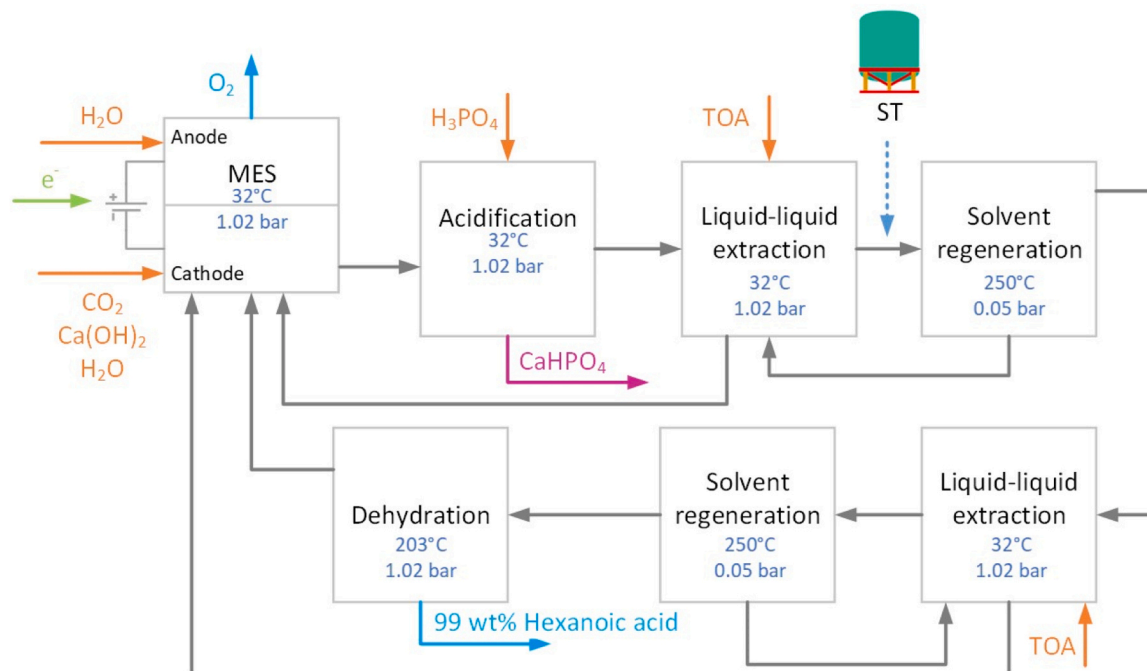 O₂
H₂O
Anode
MES
32°C
1.02 bar
e⁻
+
−
Cathode
CO₂
Ca(OH)₂
H₂O
H₃PO₄
Acidification
32°C
1.02 bar
CaHPO₄
TOA
Liquid-liquid
extraction
32°C
1.02 bar
ST
Solvent
regeneration
250°C
0.05 bar
Dehydration
203°C
1.02 bar
99 wt% Hexanoic acid
Solvent
regeneration
250°C
0.05 bar
Liquid-liquid
extraction
32°C
1.02 bar
TOA